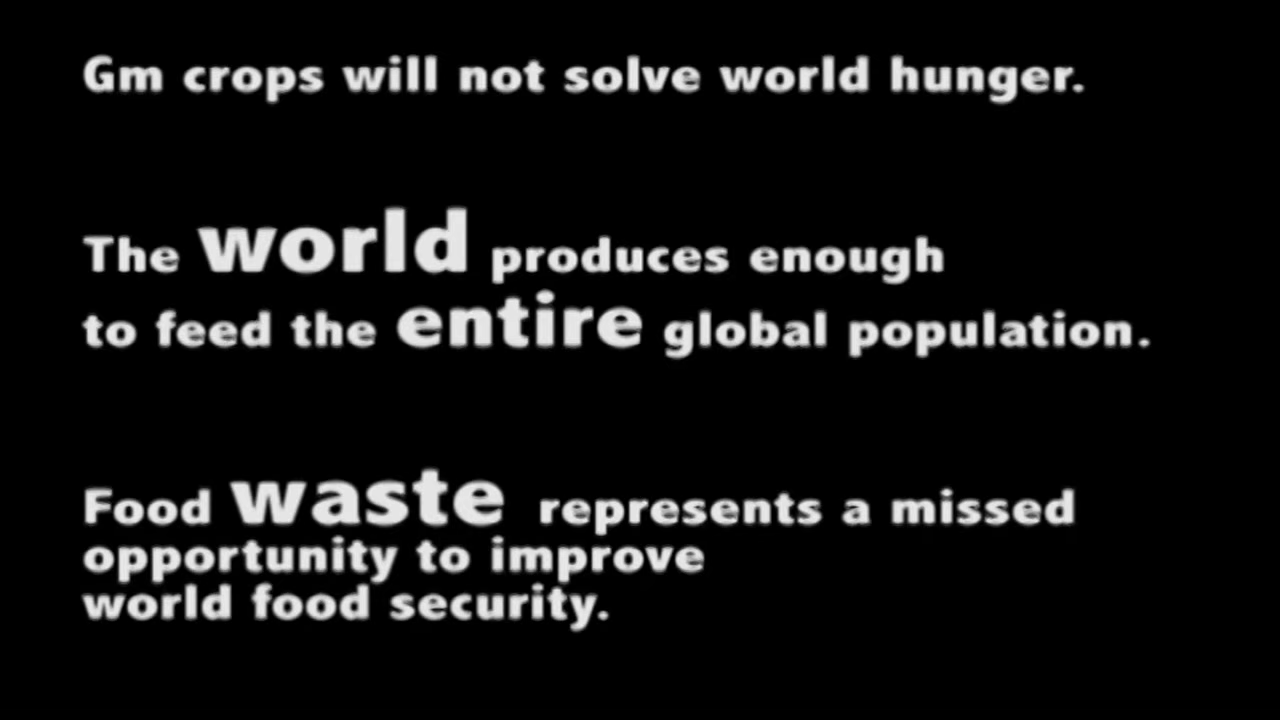 Gm crops will not solve world hunger.
The world produces enough
to feed the entire global population.
Food waste represents a missed
opportunity to improve
world food security.